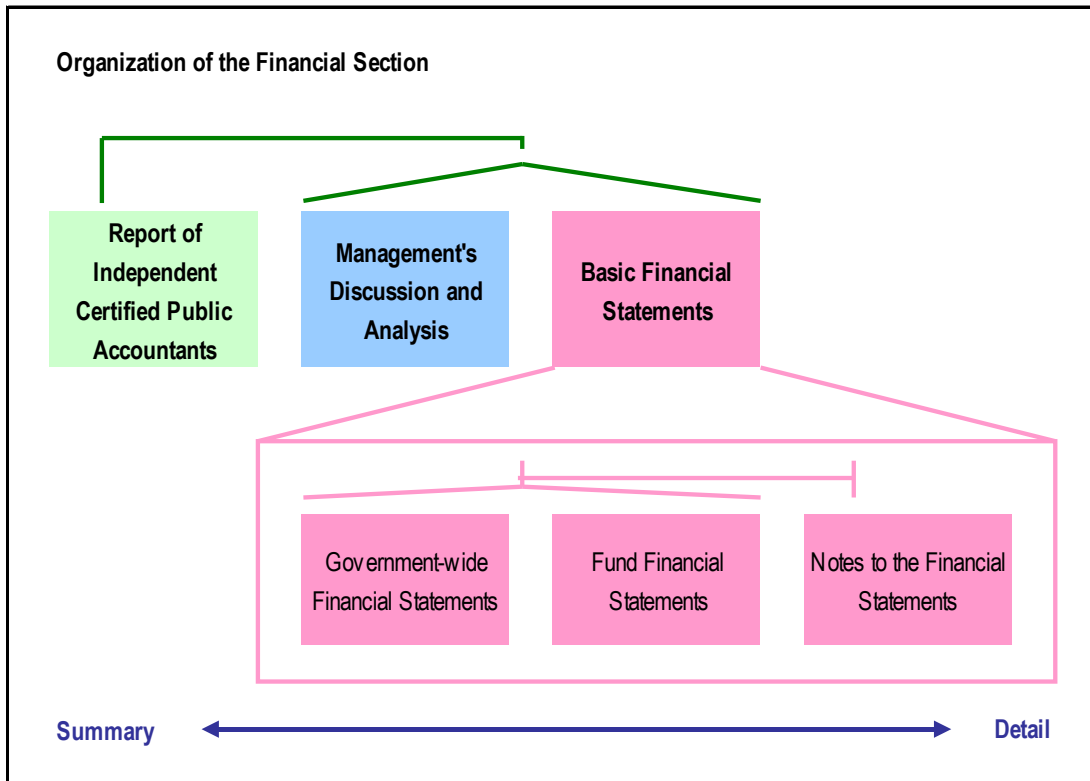 Organization of the Financial Section
Report of
Independent
Certified Public
Accountants
Management's
Discussion and
Analysis
Basic Financial
Statements
Government-wide
Financial Statements
Fund Financial
Statements
Notes to the Financial
Statements
Summary
Detail